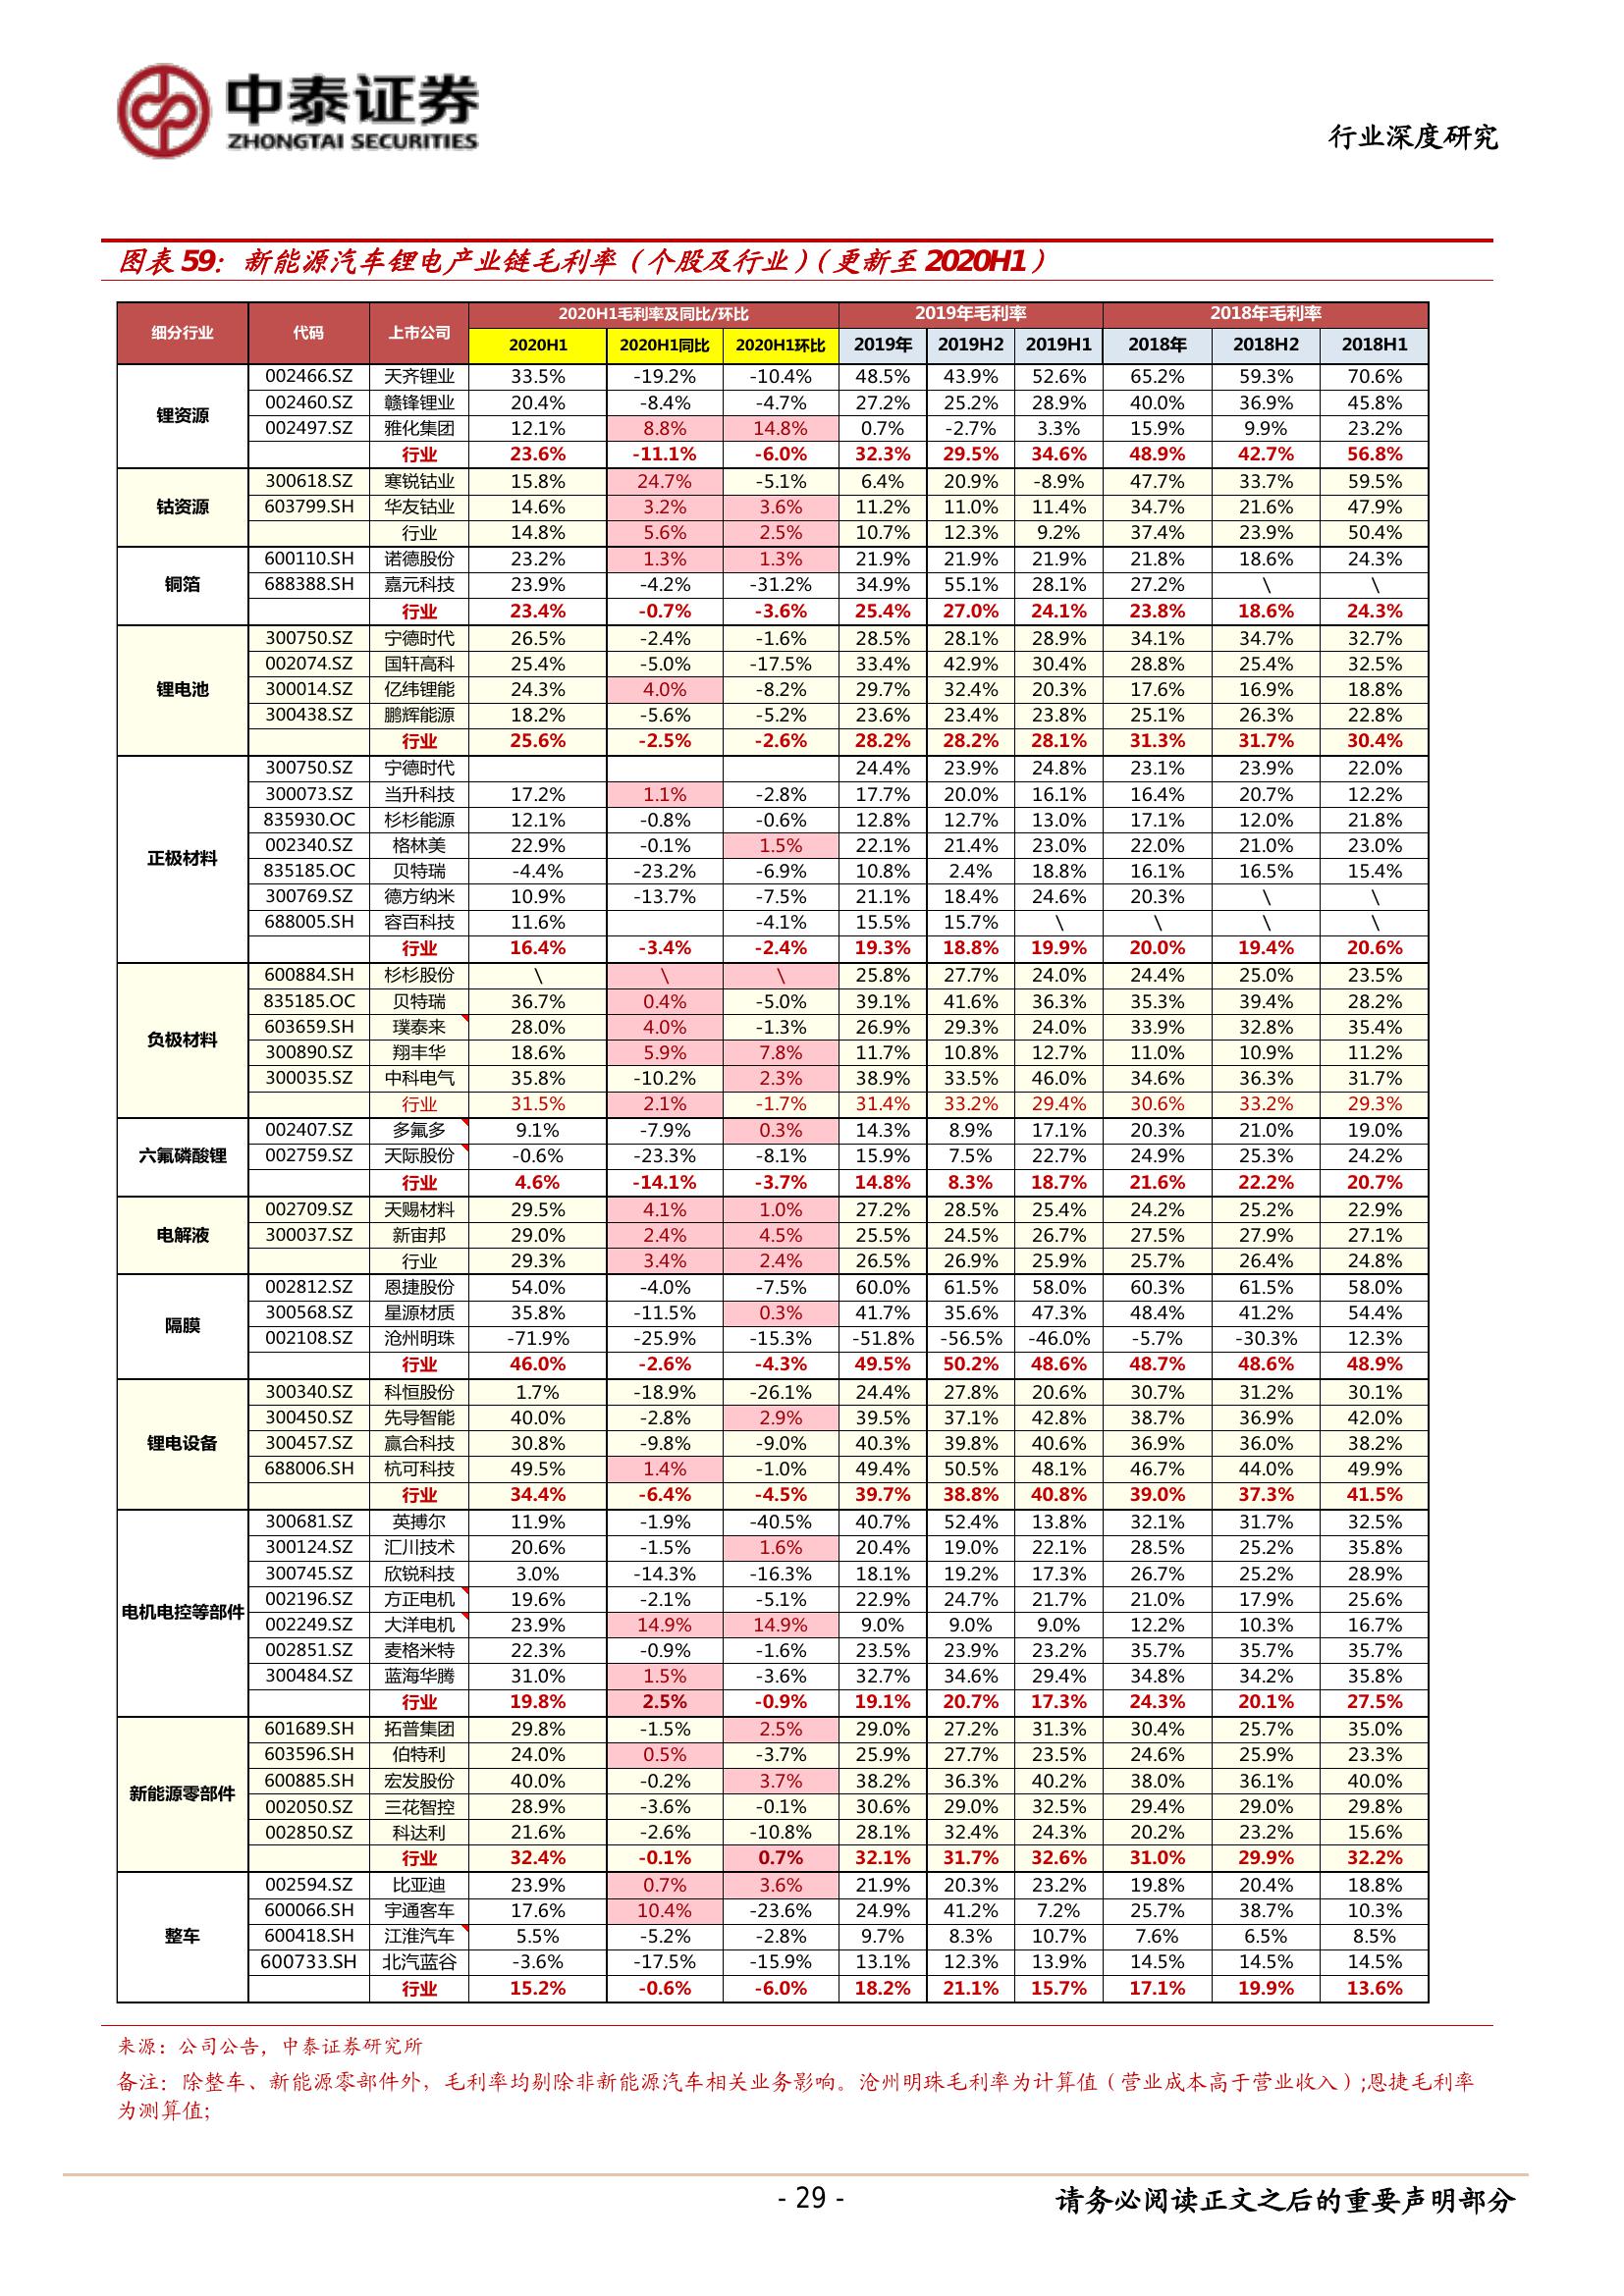 中泰证券
ZHONGTAI SECURITIES
行业深度研究
图表 59：新能源汽车锂电产业链毛利率（个股及行业）（更新至 2020H1）
细分行业 代码 上市公司 2020H1毛利率及同比/环比 2019年毛利率 2018年毛利率
2020H1 2020H1同比 2020H1环比 2019年 2019H2 2019H1 2018年 2018H2 2018H1
锂资源
002466.SZ 天齐锂业 33.5% -19.2% -10.4% 48.5% 43.9% 52.6% 65.2% 59.3% 70.6%
002460.SZ 赣锋锂业 20.4% -8.4% -4.7% 27.2% 25.2% 28.9% 40.0% 36.9% 45.8%
002497.SZ 雅化集团 12.1% 8.8% 14.8% 0.7% -2.7% 3.3% 15.9% 9.9% 23.2%
行业 23.6% -11.1% -6.0% 32.3% 29.5% 34.6% 48.9% 42.7% 56.8%
钴资源
300618.SZ 寒锐钴业 15.8% 24.7% -5.1% 6.4% 20.9% -8.9% 47.7% 33.7% 59.5%
603799.SH 华友钴业 14.6% 3.2% 3.6% 11.2% 11.0% 11.4% 34.7% 21.6% 47.9%
行业 14.8% 5.6% 2.5% 10.7% 12.3% 9.2% 37.4% 23.9% 50.4%
铜箔
600110.SH 诺德股份 23.2% 1.3% 1.3% 21.9% 21.9% 21.9% 21.8% 18.6% 24.3%
688388.SH 嘉元科技 23.9% -4.2% -31.2% 34.9% 55.1% 28.1% 27.2% \ \
行业 23.4% -0.7% -3.6% 25.4% 27.0% 24.1% 23.8% 18.6% 24.3%
锂电池
300750.SZ 宁德时代 26.5% -2.4% -1.6% 28.5% 28.1% 28.9% 34.1% 34.7% 32.7%
002074.SZ 国轩高科 25.4% -5.0% -17.5% 33.4% 42.9% 30.4% 28.8% 25.4% 32.5%
300014.SZ 亿纬锂能 24.3% 4.0% -8.2% 29.7% 32.4% 20.3% 17.6% 16.9% 18.8%
300438.SZ 鹏辉能源 18.2% -5.6% -5.2% 23.6% 23.4% 23.8% 25.1% 26.3% 22.8%
行业 25.6% -2.5% -2.6% 28.2% 28.2% 28.1% 31.3% 31.7% 30.4%
正极材料
300750.SZ 宁德时代 24.4% 23.9% 24.8% 23.1% 23.9% 22.0%
300073.SZ 当升科技 17.2% 1.1% -2.8% 17.7% 20.0% 16.1% 16.4% 20.7% 12.2%
835930.OC 杉杉能源 12.1% -0.8% -0.6% 12.8% 12.7% 13.0% 17.1% 12.0% 21.8%
002340.SZ 格林美 22.9% -0.1% 1.5% 22.1% 21.4% 23.0% 22.0% 21.0% 23.0%
835185.OC 贝特瑞 -4.4% -23.2% -6.9% 10.8% 2.4% 18.8% 16.1% 16.5% 15.4%
300769.SZ 德方纳米 10.9% -13.7% -7.5% 21.1% 18.4% 24.6% 20.3% \ \
688005.SH 容百科技 11.6% -4.1% 15.5% 15.7% \ \ \ \
行业 16.4% -3.4% -2.4% 19.3% 18.8% 19.9% 20.0% 19.4% 20.6%
负极材料
600884.SH 杉杉股份 \ \ \ 25.8% 27.7% 24.0% 24.4% 25.0% 23.5%
835185.OC 贝特瑞 36.7% 0.4% -5.0% 39.1% 41.6% 36.3% 35.3% 39.4% 28.2%
603659.SH 璞泰来 28.0% 4.0% -1.3% 26.9% 29.3% 24.0% 33.9% 32.8% 35.4%
300890.SZ 翔丰华 18.6% 5.9% 7.8% 11.7% 10.8% 12.7% 11.0% 10.9% 11.2%
300035.SZ 中科电气 35.8% -10.2% 2.3% 38.9% 33.5% 46.0% 34.6% 36.3% 31.7%
行业 31.5% 2.1% -1.7% 31.4% 33.2% 29.4% 30.6% 33.2% 29.3%
六氟磷酸锂
002407.SZ 多氟多 9.1% -7.9% 0.3% 14.3% 8.9% 17.1% 20.3% 21.0% 19.0%
002759.SZ 天际股份 -0.6% -23.3% -8.1% 15.9% 7.5% 22.7% 24.9% 25.3% 24.2%
行业 4.6% -14.1% -3.7% 14.8% 8.3% 18.7% 21.6% 22.2% 20.7%
电解液
002709.SZ 天赐材料 29.5% 4.1% 1.0% 27.2% 28.5% 25.4% 24.2% 25.2% 22.9%
300037.SZ 新宙邦 29.0% 2.4% 4.5% 25.5% 24.5% 26.7% 27.5% 27.9% 27.1%
行业 29.3% 3.4% 2.4% 26.5% 26.9% 25.9% 25.7% 26.4% 24.8%
隔膜
002812.SZ 恩捷股份 54.0% -4.0% -7.5% 60.0% 61.5% 58.0% 60.3% 61.5% 58.0%
300568.SZ 星源材质 35.8% -11.5% 0.3% 41.7% 35.6% 47.3% 48.4% 41.2% 54.4%
002108.SZ 沧州明珠 -71.9% -25.9% -15.3% -51.8% -56.5% -46.0% -5.7% -30.3% 12.3%
行业 46.0% -2.6% -4.3% 49.5% 50.2% 48.6% 48.7% 48.6% 48.9%
锂电设备
300340.SZ 科恒股份 1.7% -18.9% -26.1% 24.4% 27.8% 20.6% 30.7% 31.2% 30.1%
300450.SZ 先导智能 40.0% -2.8% 2.9% 39.5% 37.1% 42.8% 38.7% 36.9% 42.0%
300457.SZ 赢合科技 30.8% -9.8% -9.0% 40.3% 39.8% 40.6% 36.9% 36.0% 38.2%
688006.SH 杭可科技 49.5% 1.4% -1.0% 49.4% 50.5% 48.1% 46.7% 44.0% 49.9%
行业 34.4% -6.4% -4.5% 39.7% 38.8% 40.8% 39.0% 37.3% 41.5%
电机电控等部件
300681.SZ 英搏尔 11.9% -1.9% -40.5% 40.7% 52.4% 13.8% 32.1% 31.7% 32.5%
300124.SZ 汇川技术 20.6% -1.5% 1.6% 20.4% 19.0% 22.1% 28.5% 25.2% 35.8%
300745.SZ 欣锐科技 3.0% -14.3% -16.3% 18.1% 19.2% 17.3% 26.7% 25.2% 28.9%
002196.SZ 方正电机 19.6% -2.1% -5.1% 22.9% 24.7% 21.7% 21.0% 17.9% 25.6%
002249.SZ 大洋电机 23.9% 14.9% 14.9% 9.0% 9.0% 9.0% 12.2% 10.3% 16.7%
002851.SZ 麦格米特 22.3% -0.9% -1.6% 23.5% 23.9% 23.2% 35.7% 35.7% 35.7%
300484.SZ 蓝海华腾 31.0% 1.5% -3.6% 32.7% 34.6% 29.4% 34.8% 34.2% 35.8%
行业 19.8% 2.5% -0.9% 19.1% 20.7% 17.3% 24.3% 20.1% 27.5%
新能源零部件
601689.SH 拓普集团 29.8% -1.5% 2.5% 29.0% 27.2% 31.3% 30.4% 25.7% 35.0%
603596.SH 伯特利 24.0% 0.5% -3.7% 25.9% 27.7% 23.5% 24.6% 25.9% 23.3%
600885.SH 宏发股份 40.0% -0.2% 3.7% 38.2% 36.3% 40.2% 38.0% 36.1% 40.0%
002050.SZ 三花智控 28.9% -3.6% -0.1% 30.6% 29.0% 32.5% 29.4% 29.0% 29.8%
002850.SZ 科达利 21.6% -2.6% -10.8% 28.1% 32.4% 24.3% 20.2% 23.2% 15.6%
行业 32.4% -0.1% 0.7% 32.1% 31.7% 32.6% 31.0% 29.9% 32.2%
整车
002594.SZ 比亚迪 23.9% 0.7% 3.6% 21.9% 20.3% 23.2% 19.8% 20.4% 18.8%
600066.SH 宇通客车 17.6% 10.4% -23.6% 24.9% 41.2% 7.2% 25.7% 38.7% 10.3%
600418.SH 江淮汽车 5.5% -5.2% -2.8% 9.7% 8.3% 10.7% 7.6% 6.5% 8.5%
600733.SH 北汽蓝谷 -3.6% -17.5% -15.9% 13.1% 12.3% 13.9% 14.5% 14.5% 14.5%
行业 15.2% -0.6% -6.0% 18.2% 21.1% 15.7% 17.1% 19.9% 13.6%
来源：公司公告，中泰证券研究所
备注：除整车、新能源零部件外，毛利率均剔除非新能源汽车相关业务影响。沧州明珠毛利率为计算值（营业成本高于营业收入）;恩捷毛利率
为测算值;
- 29 -
请务必阅读正文之后的重要声明部分